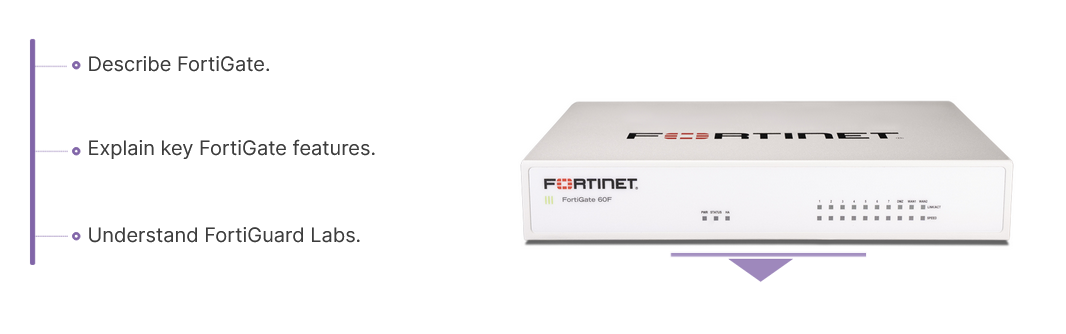 Describe FortiGate.
Explain key FortiGate features.
Understand FortiGuard Labs.
FORTINET
FORTINET
FortiGate 60F
PWR STATUS HA
1 2 3 4 5 6 7 DMZ WAN1 WAN2
LINK/ACT
SPEED